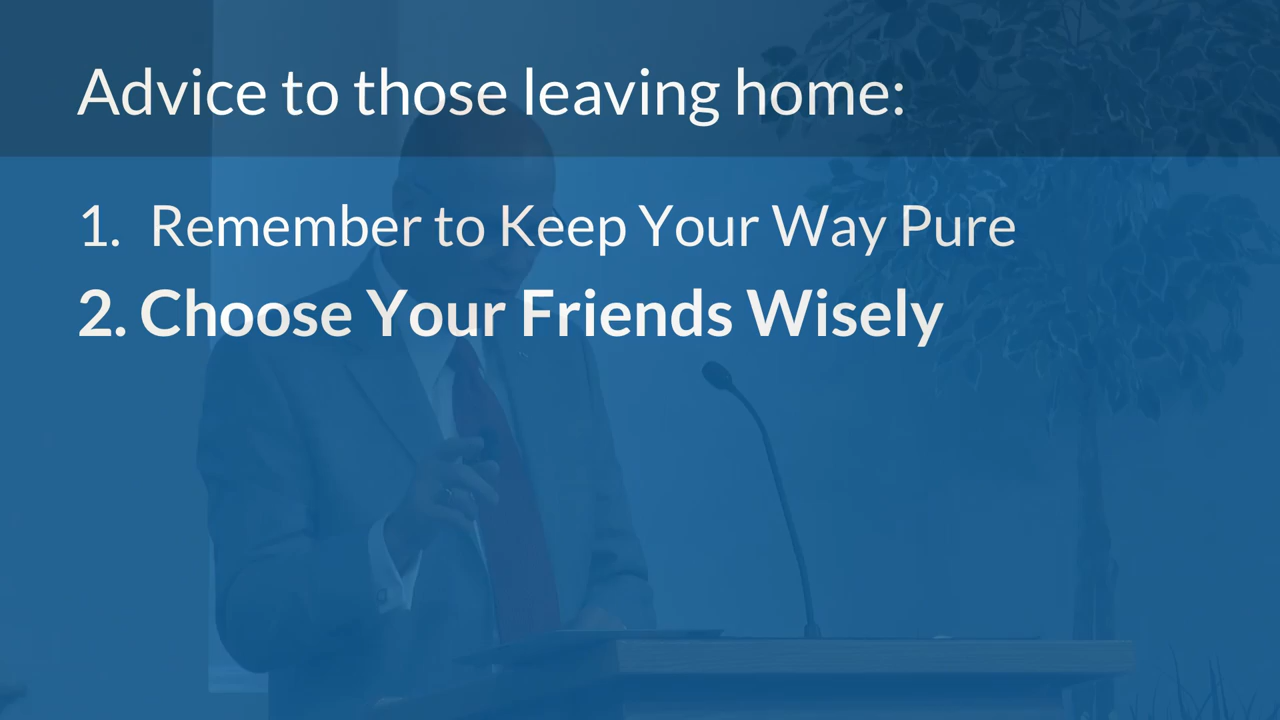 Advice to those leaving home:
1. Remember to Keep Your Way Pure
2. Choose Your Friends Wisely